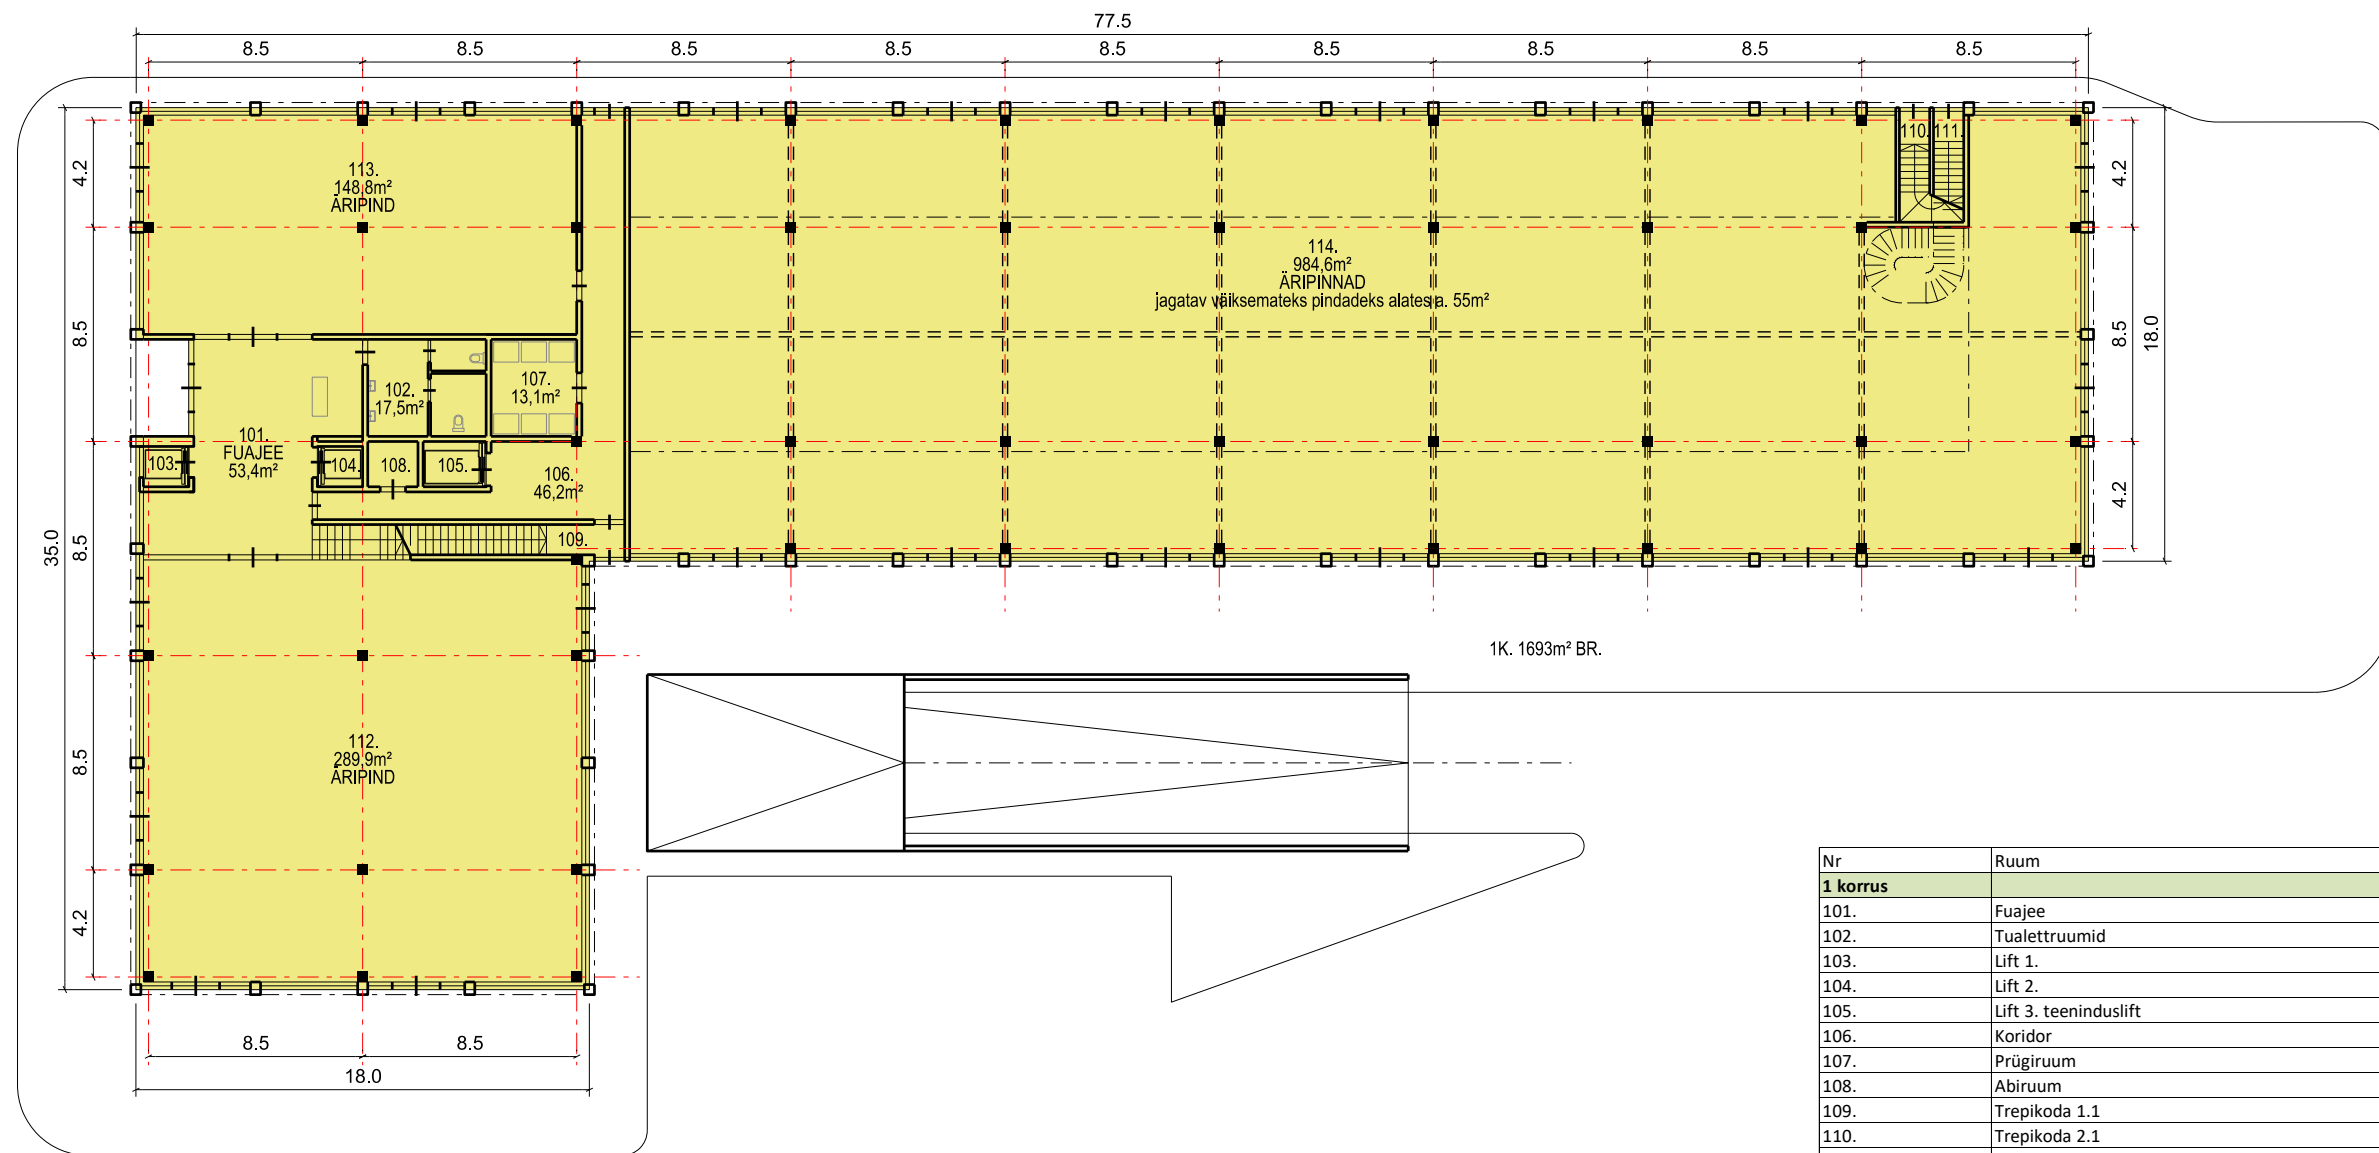 77.5
8.5 8.5 8.5 8.5 8.5 8.5 8.5 8.5 8.5
4.2
8.5
35.0
8.5
8.5
4.2
113.
148,8m²
ÄRIPIND
114.
984,6m²
ÄRIPINNAD
jagatav väiksemateks pindadeks alates a. 55m²
110. 111.
4.2
8.5
18.0
4.2
102.
17,5m²
107.
13,1m²
101.
FUAJEE
53,4m²
103. 104. 108. 105.
106.
46,2m²
109.
1K. 1693m² BR.
112.
289,9m²
ÄRIPIND
8.5 8.5
18.0
Nr Ruum
1 korrus
101. Fuajee
102. Tualettruumid
103. Lift 1.
104. Lift 2.
105. Lift 3. teeninduslift
106. Koridor
107. Prügiruum
108. Abiruum
109. Trepikoda 1.1
110. Trepikoda 2.1